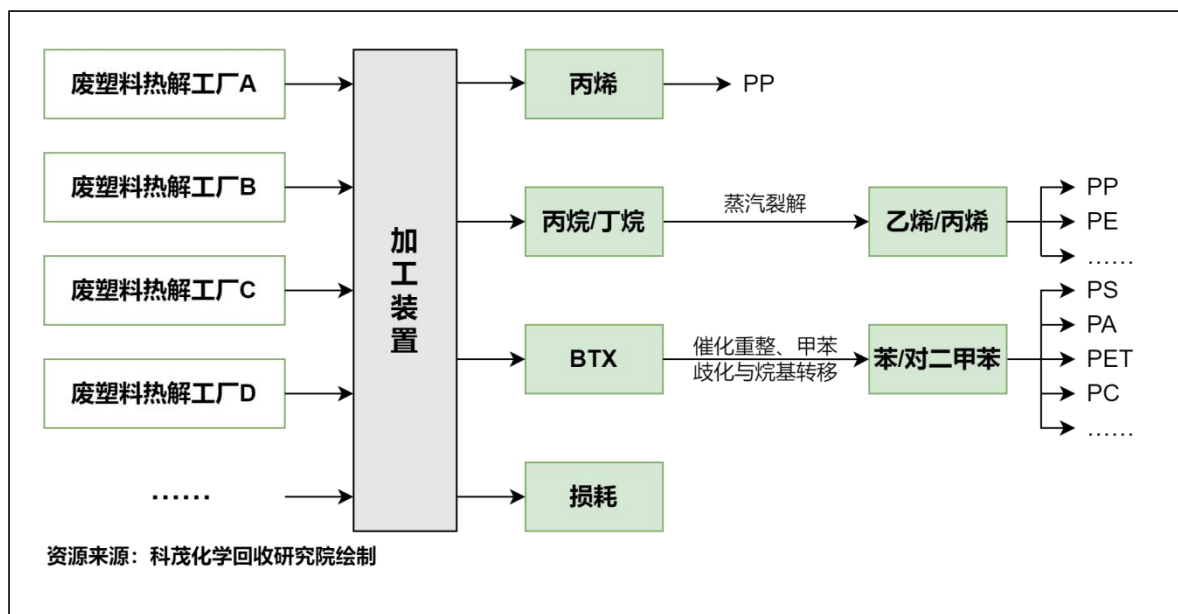 废塑料热解工厂A
废塑料热解工厂B
废塑料热解工厂C
废塑料热解工厂D
……
加工装置
丙烯
PP
丙烷/丁烷
蒸汽裂解
乙烯/丙烯
PP
PE
……
BTX
催化重整、甲苯
歧化与烷基转移
苯/对二甲苯
PS
PA
PET
PC
……
损耗
资源来源：科茂化学回收研究院绘制